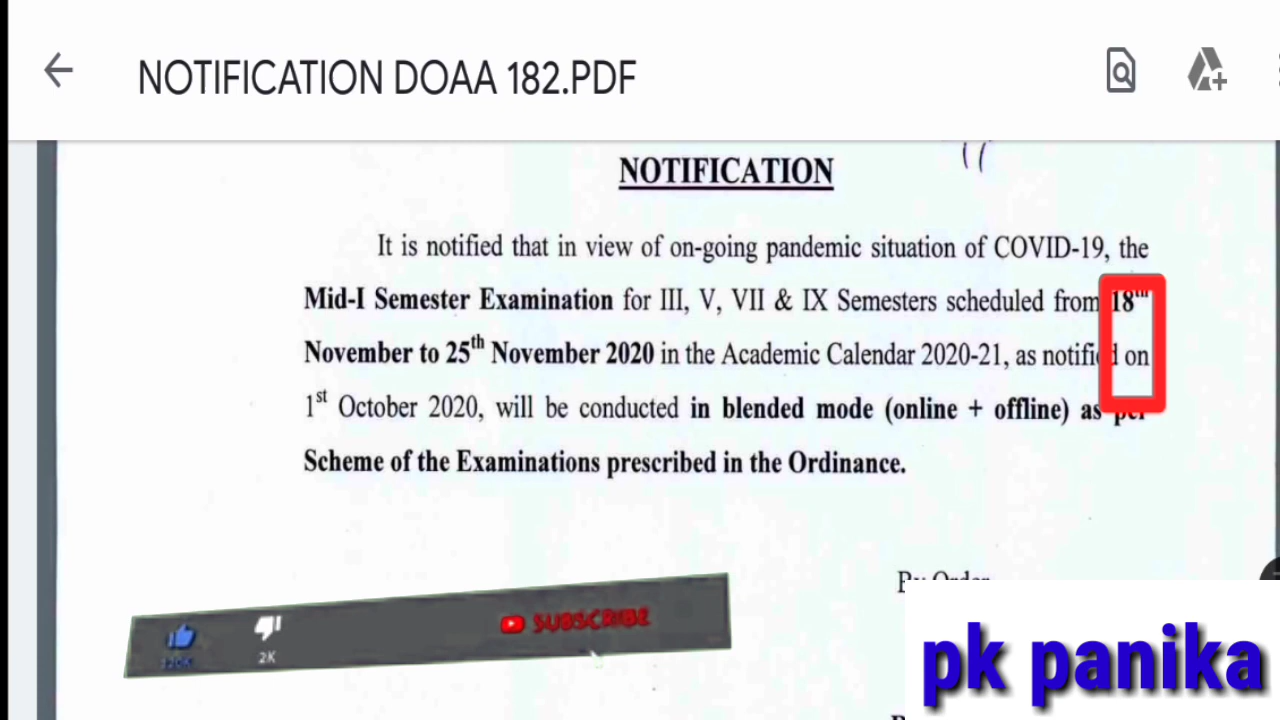 NOTIFICATION DOAA 182.PDF
NOTIFICATION
It is notified that in view of on-going pandemic situation of COVID-19, the
Mid-I Semester Examination for III, V, VII & IX Semesters scheduled from 18th
November to 25th November 2020 in the Academic Calendar 2020-21, as notified on
1st October 2020, will be conducted in blended mode (online + offline) as per
Scheme of the Examinations prescribed in the Ordinance.
By Order
2K
SUBSCRIBE
pk panika